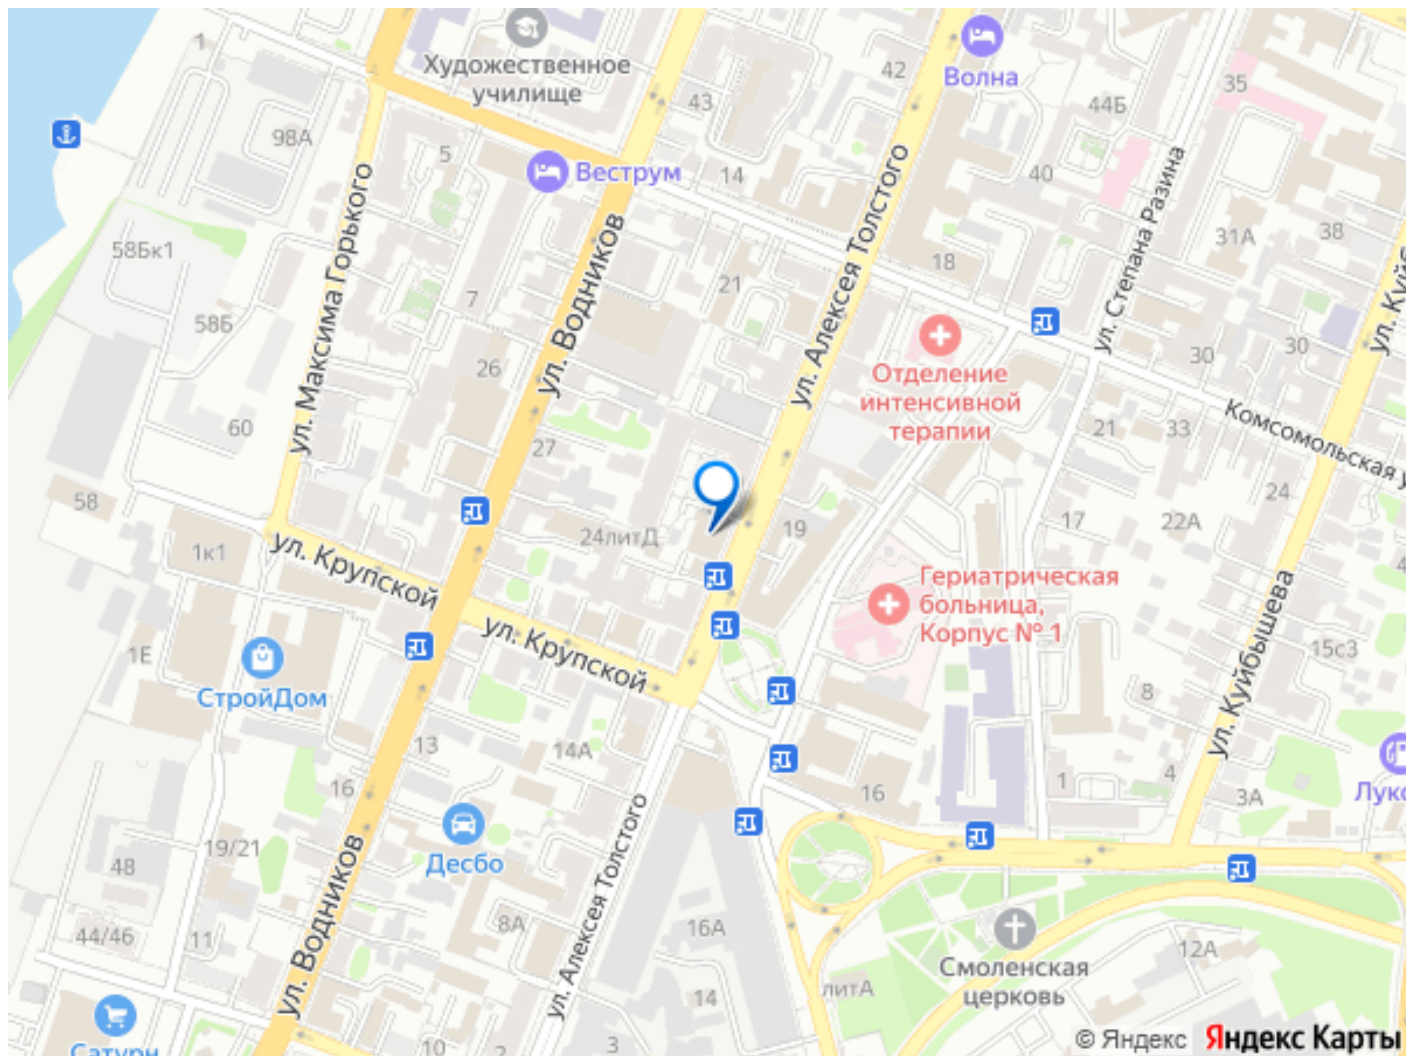 1
Художественное
училище
42
Волна
35
43
44Б
98А
5
Веструм
14
40
ул. Степана Разина
ул. Максима Горького
ул. Водников
ул. Алексея Толстого
58Бк1
31А
38
18
21
7
58Б
ул. Куйб
26
30
30
Отделение
интенсивной
терапии
60
27
21
33
Комсомольская у
58
24
24литД
19
17
22А
1к1
ул. Крупской
Гериатрическая
больница,
Корпус № 1
ул. Крупской
ул. Куйбышева
15с3
1Е
СтройДом
8
13
14А
16
16
1
4
3А
Луко
ул. Алексея Толстого
19/21
Десбо
48
ул. Водников
8А
16А
44/46
11
12А
Смоленская
церковь
литА
14
Сатурн
10
2
3
© Яндекс Яндекс Карты